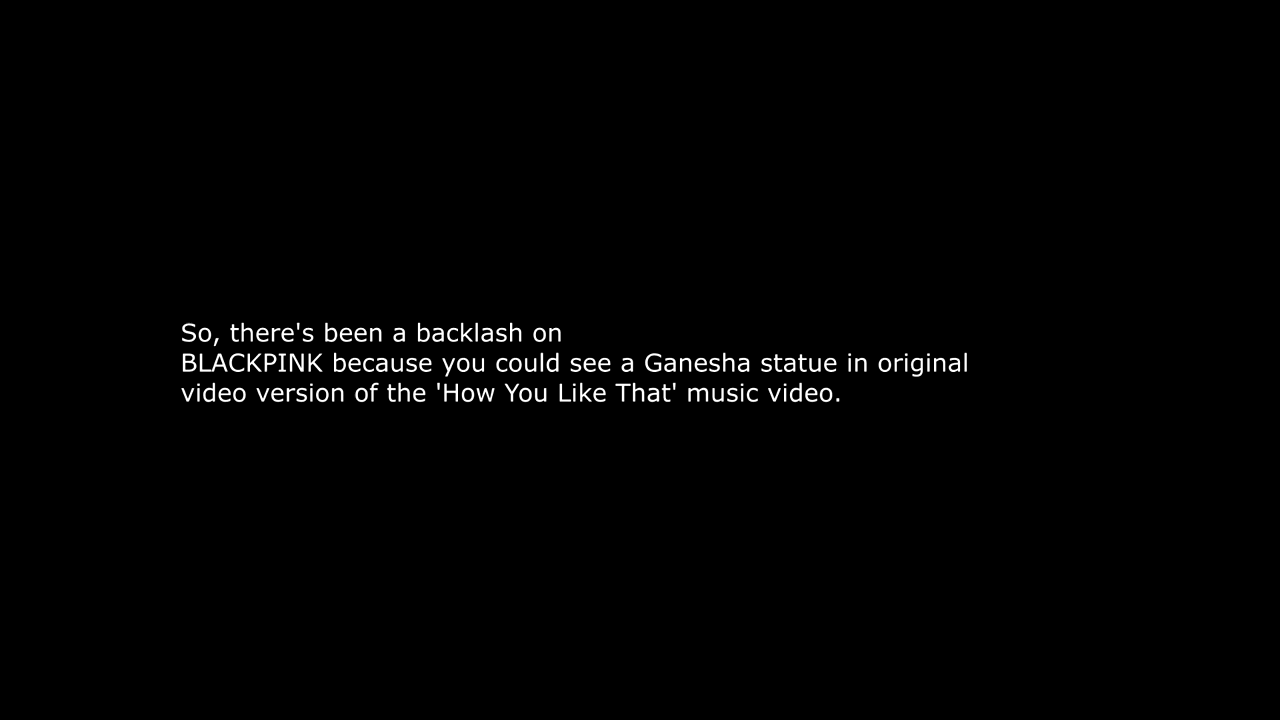 So, there's been a backlash on
BLACKPINK because you could see a Ganesha statue in original
video version of the 'How You Like That' music video.